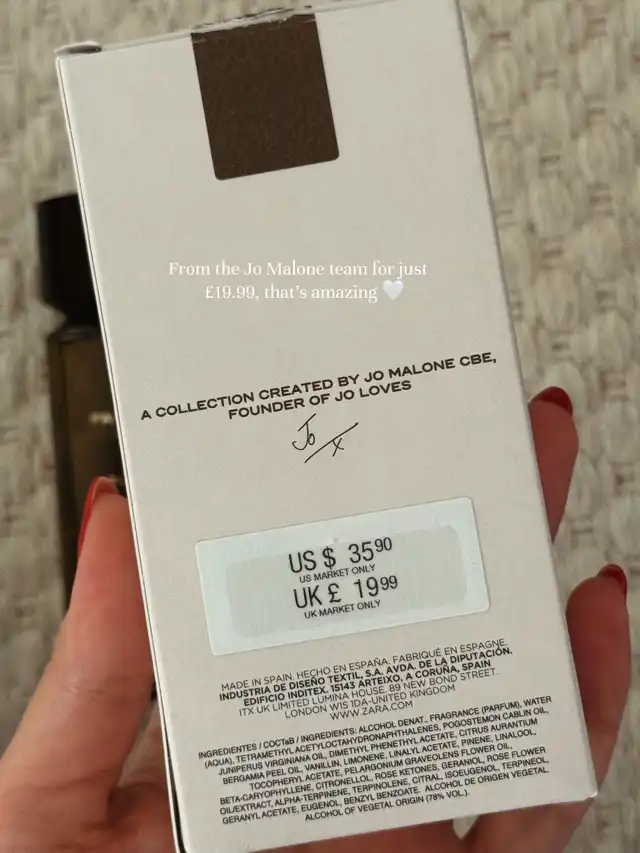 From the Jo Malone team for just
£19.99, that's amazing 🤍
A COLLECTION CREATED BY JO MALONE CBE,
FOUNDER OF JO LOVES
Jo x
US $ 35⁹⁰
US MARKET ONLY
UK £ 19⁹⁹
UK MARKET ONLY
MADE IN SPAIN. HECHO EN ESPAÑA. FABRIQUÉ EN ESPAGNE.
INDUSTRIA DE DISEÑO TEXTIL, S.A. AVDA. DE LA DIPUTACIÓN,
EDIFICIO INDITEX. 15143 ARTEIXO, A CORUÑA, SPAIN
ITX UK LIMITED LUMINA HOUSE. 89 NEW BOND STREET.
LONDON W1S 1DA-UNITED KINGDOM
WWW.ZARA.COM
INGREDIENTES / СОСТАВ / INGREDIENTS: ALCOHOL DENAT., FRAGRANCE (PARFUM), WATER
(AQUA), TETRAMETHYL ACETYLOCTAHYDRONAPHTHALENES, POGOSTEMON CABLIN OIL,
JUNIPERUS VIRGINIANA OIL, DIMETHYL PHENETHYL ACETATE, CITRUS AURANTIUM
BERGAMIA PEEL OIL, VANILLIN, LIMONENE, LINALYL ACETATE, PINENE, LINALOOL,
TOCOPHERYL ACETATE, PELARGONIUM GRAVEOLENS FLOWER OIL,
BETA-CARYOPHYLLENE, CITRONELLOL, ROSE KETONES, GERANIOL, ROSE FLOWER
OIL/EXTRACT, ALPHA-TERPINENE, TERPINOLENE, CITRAL, ISOEUGENOL, TERPINEOL,
GERANYL ACETATE, EUGENOL, BENZYL BENZOATE. ALCOHOL DE ORIGEN VEGETAL.
ALCOHOL OF VEGETAL ORIGIN (78% VOL.).